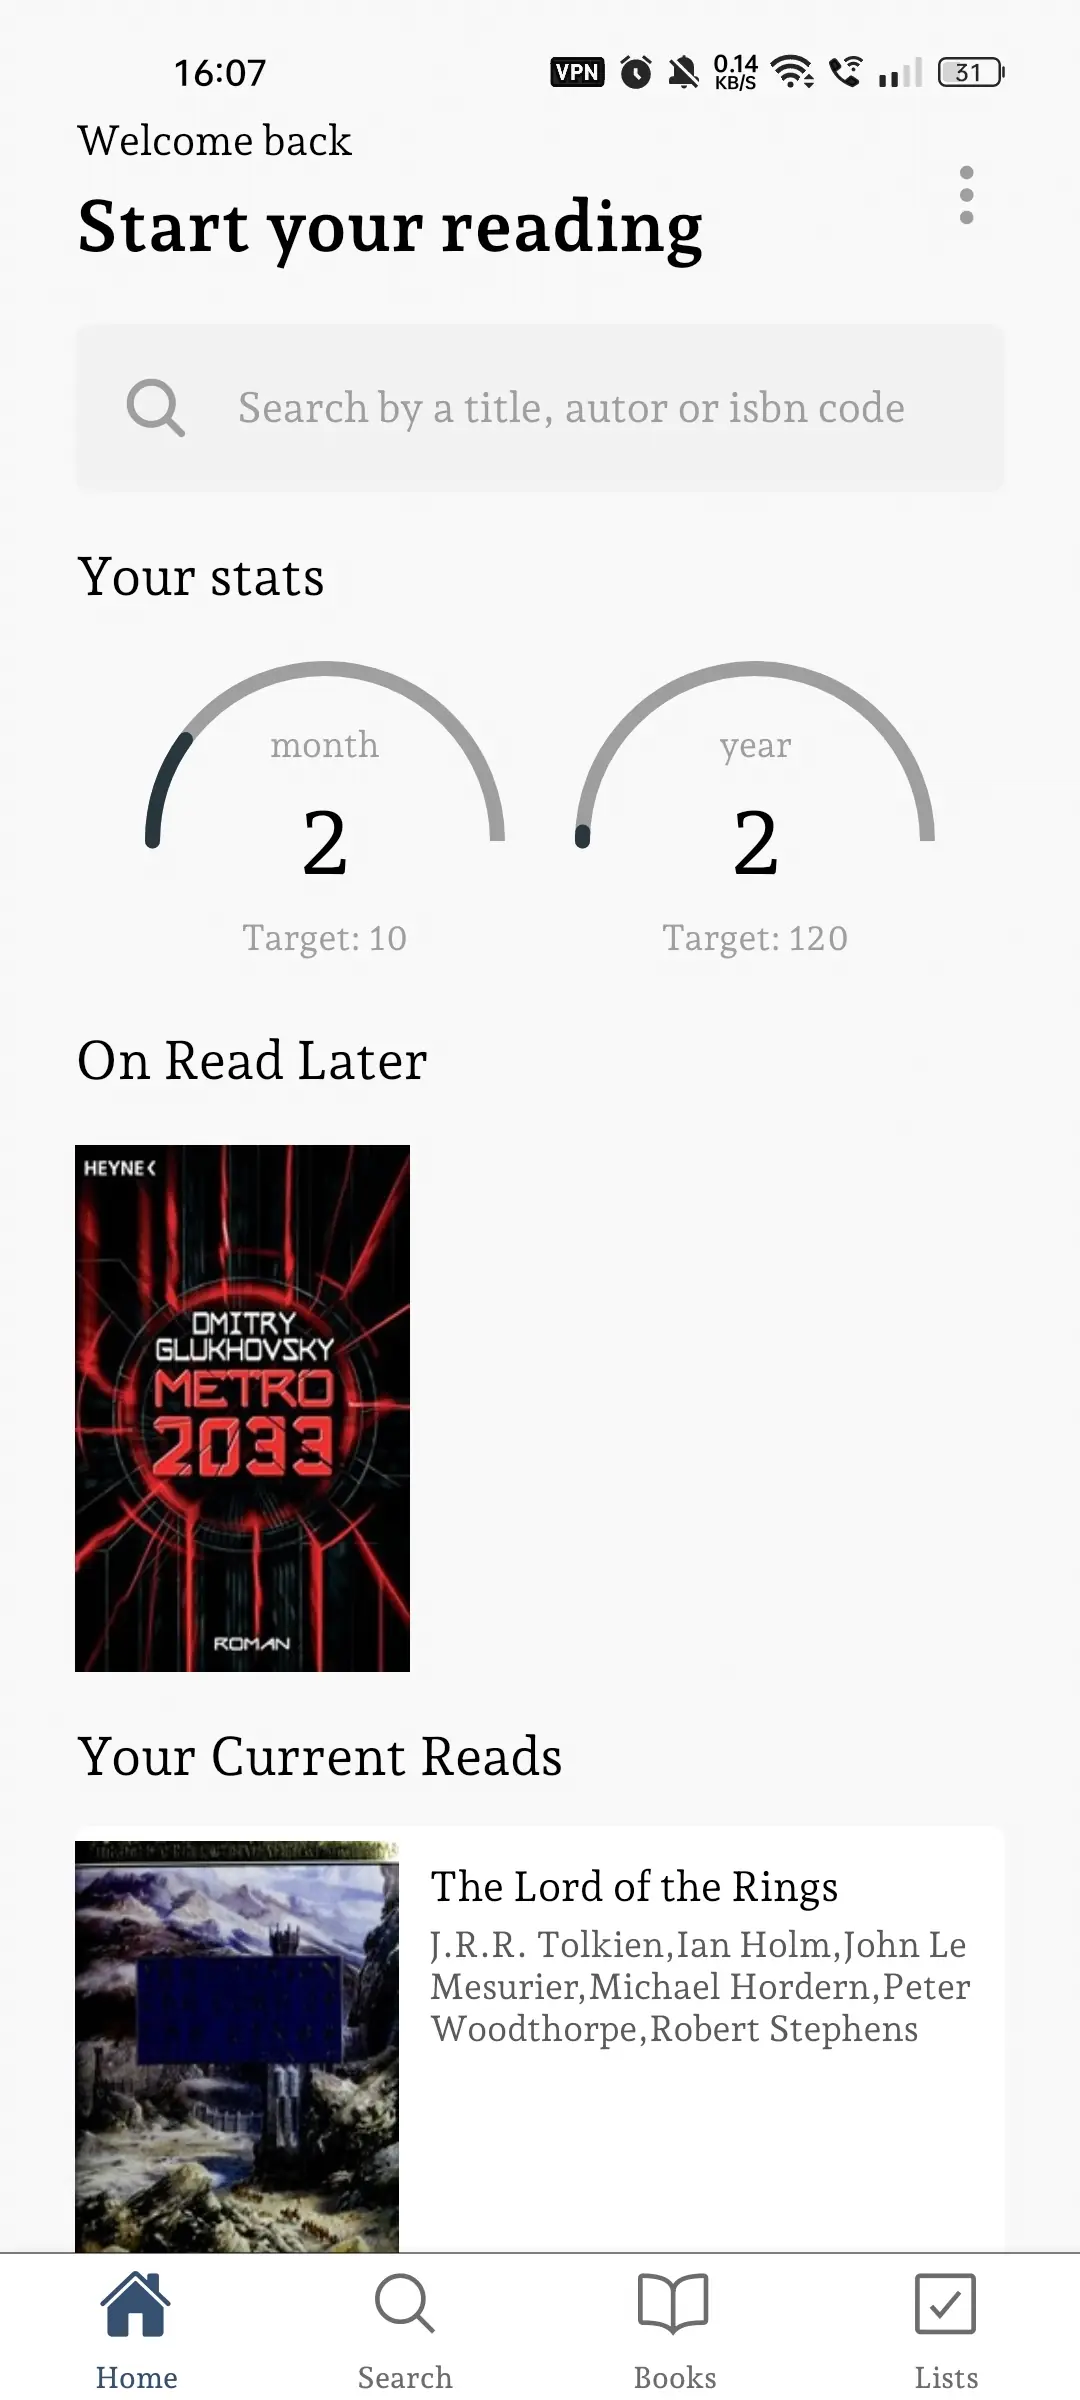 16:07
VPN
0.14
KB/S
31
Welcome back
Start your reading
Search by a title, autor or isbn code
Your stats
month
2
Target: 10
year
2
Target: 120
On Read Later
HEYNE<
DMITRY
GLUKHOVSKY
METRO
2033
ROMAN
Your Current Reads
The Lord of the Rings
J.R.R. Tolkien,Ian Holm,John Le
Mesurier,Michael Hordern,Peter
Woodthorpe,Robert Stephens
Home
Search
Books
Lists